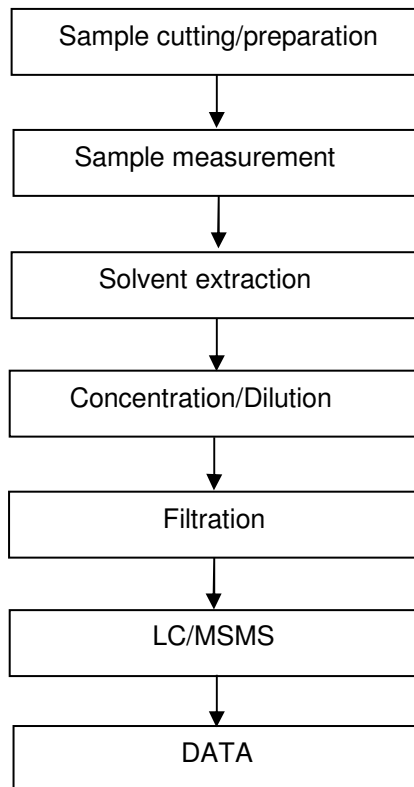 Sample cutting/preparation
Sample measurement
Solvent extraction
Concentration/Dilution
Filtration
LC/MSMS
DATA